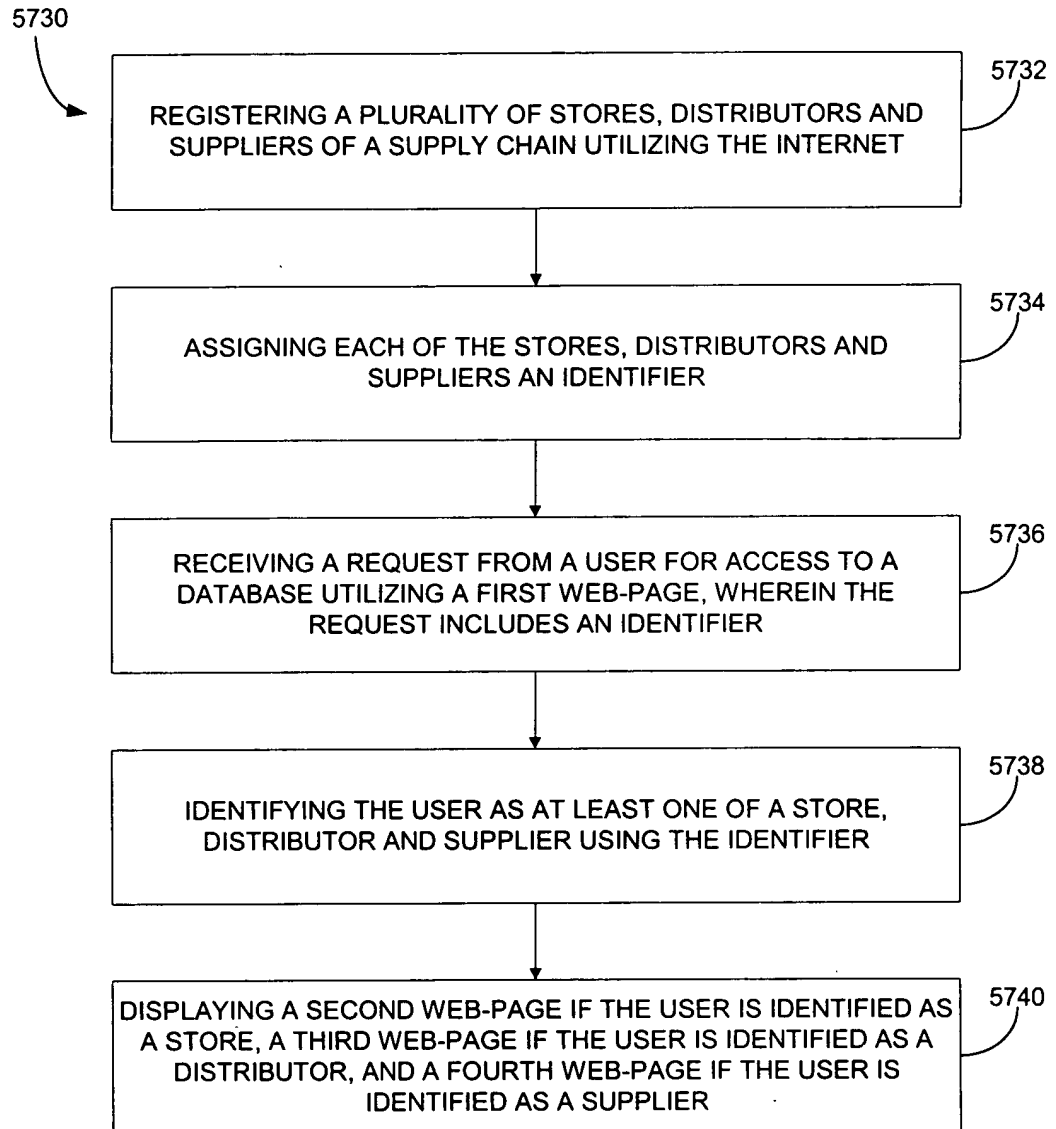 5730
5732
REGISTERING A PLURALITY OF STORES, DISTRIBUTORS AND
SUPPLIERS OF A SUPPLY CHAIN UTILIZING THE INTERNET
5734
ASSIGNING EACH OF THE STORES, DISTRIBUTORS AND
SUPPLIERS AN IDENTIFIER
5736
RECEIVING A REQUEST FROM A USER FOR ACCESS TO A
DATABASE UTILIZING A FIRST WEB-PAGE, WHEREIN THE
REQUEST INCLUDES AN IDENTIFIER
5738
IDENTIFYING THE USER AS AT LEAST ONE OF A STORE,
DISTRIBUTOR AND SUPPLIER USING THE IDENTIFIER
5740
DISPLAYING A SECOND WEB-PAGE IF THE USER IS IDENTIFIED AS
A STORE, A THIRD WEB-PAGE IF THE USER IS IDENTIFIED AS A
DISTRIBUTOR, AND A FOURTH WEB-PAGE IF THE USER IS
IDENTIFIED AS A SUPPLIER